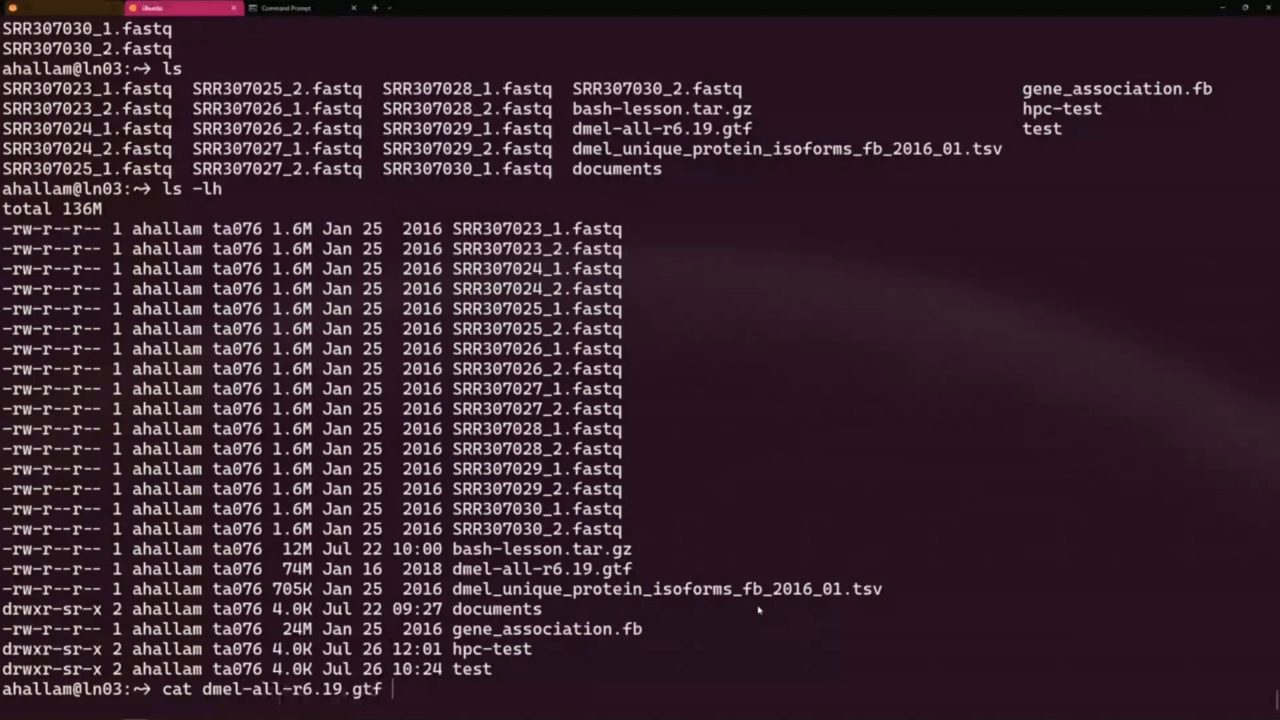 Ubuntu
Command Prompt
SRR307030_1.fastq
SRR307030_2.fastq
ahallam@ln03:~> ls
SRR307023_1.fastq  SRR307025_2.fastq  SRR307028_1.fastq  SRR307030_2.fastq                            gene_association.fb
SRR307023_2.fastq  SRR307026_1.fastq  SRR307028_2.fastq  bash-lesson.tar.gz                           hpc-test
SRR307024_1.fastq  SRR307026_2.fastq  SRR307029_1.fastq  dmel-all-r6.19.gtf                           test
SRR307024_2.fastq  SRR307027_1.fastq  SRR307029_2.fastq  dmel_unique_protein_isoforms_fb_2016_01.tsv
SRR307025_1.fastq  SRR307027_2.fastq  SRR307030_1.fastq  documents
ahallam@ln03:~> ls -lh
total 136M
-rw-r--r-- 1 ahallam ta076 1.6M Jan 25  2016 SRR307023_1.fastq
-rw-r--r-- 1 ahallam ta076 1.6M Jan 25  2016 SRR307023_2.fastq
-rw-r--r-- 1 ahallam ta076 1.6M Jan 25  2016 SRR307024_1.fastq
-rw-r--r-- 1 ahallam ta076 1.6M Jan 25  2016 SRR307024_2.fastq
-rw-r--r-- 1 ahallam ta076 1.6M Jan 25  2016 SRR307025_1.fastq
-rw-r--r-- 1 ahallam ta076 1.6M Jan 25  2016 SRR307025_2.fastq
-rw-r--r-- 1 ahallam ta076 1.6M Jan 25  2016 SRR307026_1.fastq
-rw-r--r-- 1 ahallam ta076 1.6M Jan 25  2016 SRR307026_2.fastq
-rw-r--r-- 1 ahallam ta076 1.6M Jan 25  2016 SRR307027_1.fastq
-rw-r--r-- 1 ahallam ta076 1.6M Jan 25  2016 SRR307027_2.fastq
-rw-r--r-- 1 ahallam ta076 1.6M Jan 25  2016 SRR307028_1.fastq
-rw-r--r-- 1 ahallam ta076 1.6M Jan 25  2016 SRR307028_2.fastq
-rw-r--r-- 1 ahallam ta076 1.6M Jan 25  2016 SRR307029_1.fastq
-rw-r--r-- 1 ahallam ta076 1.6M Jan 25  2016 SRR307029_2.fastq
-rw-r--r-- 1 ahallam ta076 1.6M Jan 25  2016 SRR307030_1.fastq
-rw-r--r-- 1 ahallam ta076 1.6M Jan 25  2016 SRR307030_2.fastq
-rw-r--r-- 1 ahallam ta076  12M Jul 22 10:00 bash-lesson.tar.gz
-rw-r--r-- 1 ahallam ta076  74M Jan 16  2018 dmel-all-r6.19.gtf
-rw-r--r-- 1 ahallam ta076 705K Jan 25  2016 dmel_unique_protein_isoforms_fb_2016_01.tsv
drwxr-sr-x 2 ahallam ta076 4.0K Jul 22 09:27 documents
-rw-r--r-- 1 ahallam ta076  24M Jan 25  2016 gene_association.fb
drwxr-sr-x 2 ahallam ta076 4.0K Jul 26 12:01 hpc-test
drwxr-sr-x 2 ahallam ta076 4.0K Jul 26 10:24 test
ahallam@ln03:~> cat dmel-all-r6.19.gtf